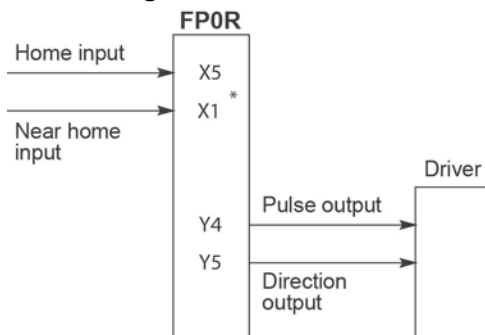 FP0R
Home input
X5
X1 *
Near home
input
Driver
Pulse output
Y4
Y5
Direction
output